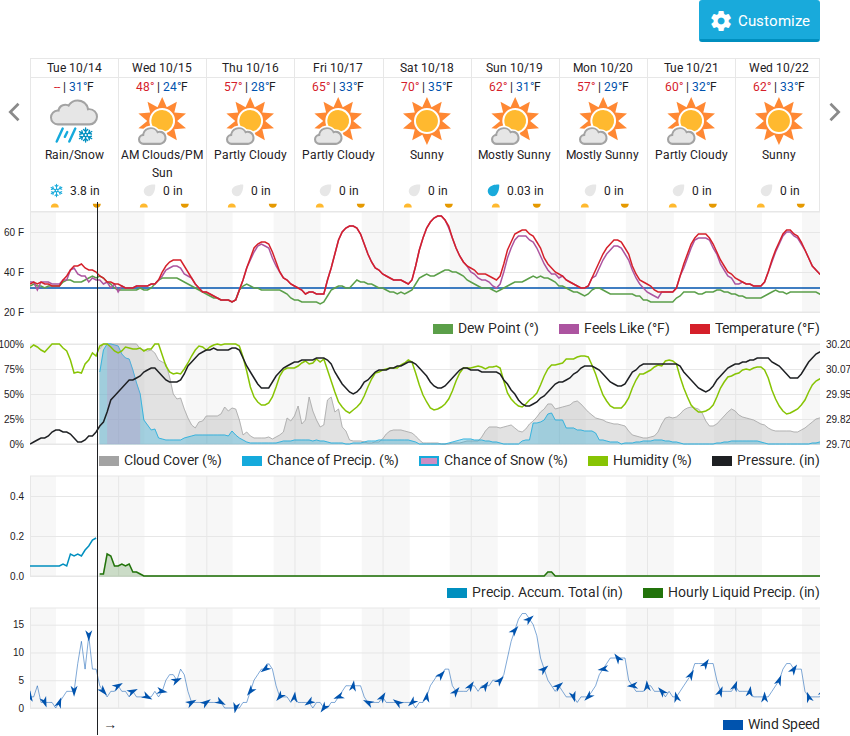 Customize
Tue 10/14 Wed 10/15 Thu 10/16 Fri 10/17 Sat 10/18 Sun 10/19 Mon 10/20 Tue 10/21 Wed 10/22
– | 31°F 48° | 24°F 57° | 28°F 65° | 33°F 70° | 35°F 62° | 31°F 57° | 29°F 60° | 32°F 62° | 33°F
Rain/Snow AM Clouds/PM Sun Partly Cloudy Partly Cloudy Sunny Mostly Sunny Mostly Sunny Partly Cloudy Sunny
3.8 in 0 in 0 in 0 in 0 in 0.03 in 0 in 0 in 0 in
60 F
40 F
20 F
Dew Point (°) Feels Like (°F) Temperature (°F)
100% 30.20
75% 30.07
50% 29.95
25% 29.82
0% 29.70
Cloud Cover (%) Chance of Precip. (%) Chance of Snow (%) Humidity (%) Pressure. (in)
0.4
0.2
0.0
Precip. Accum. Total (in) Hourly Liquid Precip. (in)
15
10
5
0
→
Wind Speed